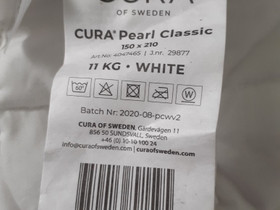 CURA
OF SWEDEN
CURA® Pearl Classic
150 x 210
11 KG • WHITE
Batch Nr: 2020-08-pcwv2
CURA OF SWEDEN, Gärdevägen 11
856 50 SUNDSVALL, Sweden
info@curaofsweden.com | curaofsweden.com